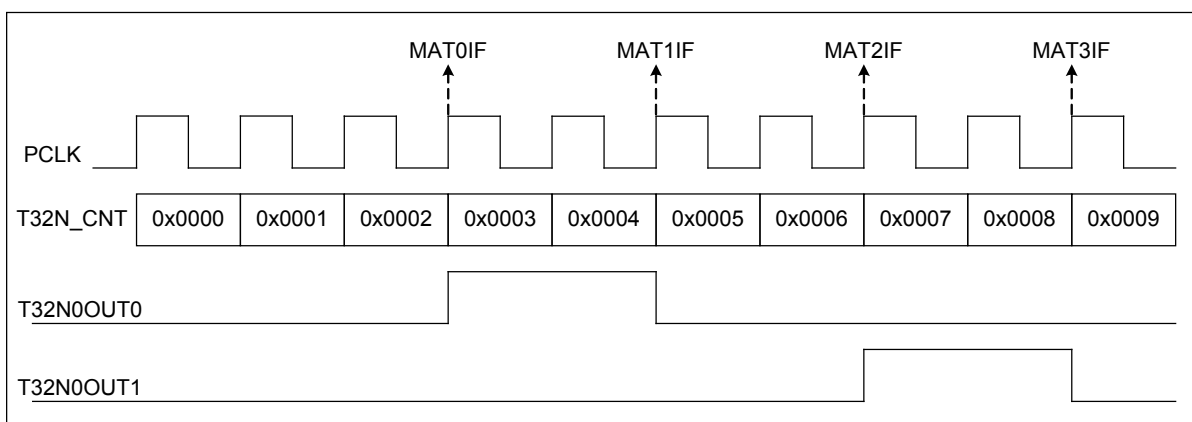 MAT0IF MAT1IF MAT2IF MAT3IF
PCLK
T32N_CNT 0x0000 0x0001 0x0002 0x0003 0x0004 0x0005 0x0006 0x0007 0x0008 0x0009
T32N0OUT0
T32N0OUT1